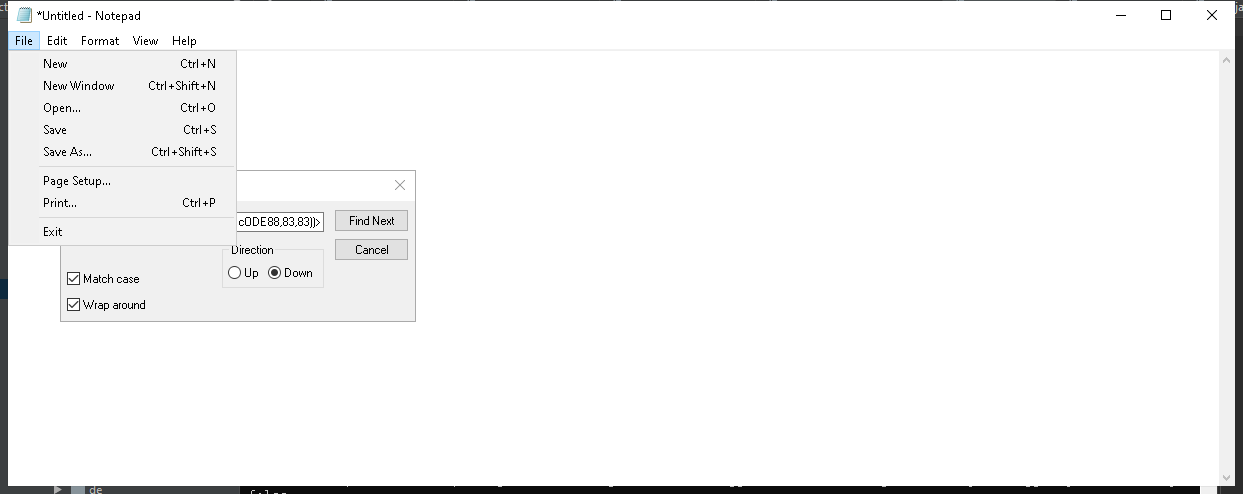 *Untitled - Notepad
File Edit Format View Help
New Ctrl+N
New Window Ctrl+Shift+N
Open... Ctrl+O
Save Ctrl+S
Save As... Ctrl+Shift+S
Page Setup...
Print... Ctrl+P
Exit
cODE88,83,83))> Find Next
Direction Cancel
Up Down
Match case
Wrap around
de